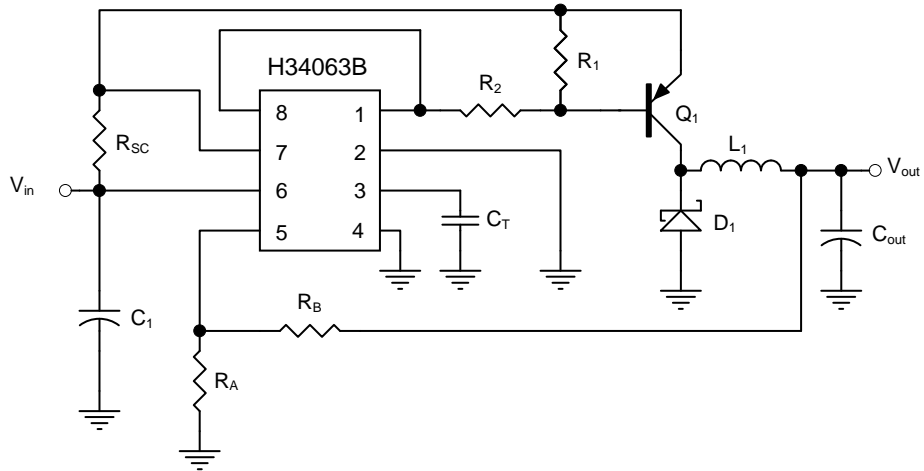 H34063B
R1
8 1
R2
Q1
RSC
7 2
L1
Vin
6 3
Vout
CT
5 4
D1
Cout
RB
C1
RA